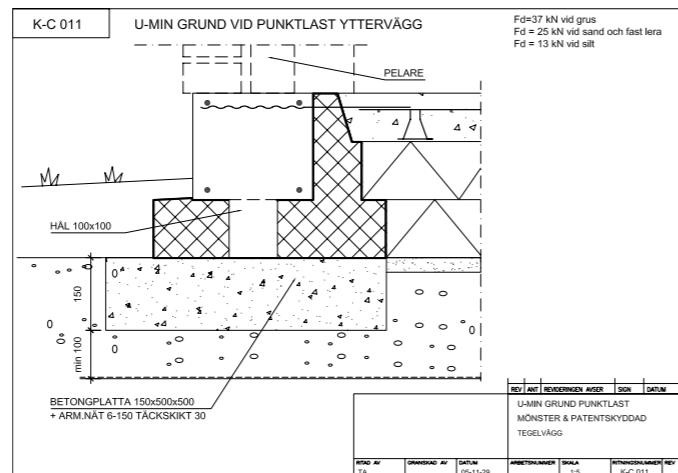 K-C 011
U-MIN GRUND VID PUNKTLAST YTTERVÄGG
Fd=37 kN vid grus
Fd = 25 kN vid sand och fast lera
Fd = 13 kN vid silt
PELARE
HÅL 100x100
150
min 100
BETONGPLATTA 150x500x500
+ ARM.NÄT 6-150 TÄCKSKIKT 30
REV ANT REVIDERINGEN AVSER SIGN DATUM
U-MIN GRUND PUNKTLAST
MÖNSTER & PATENTSKYDDAD
TEGELVÄGG
RITAD AV GRANSKAD AV DATUM ARBETSNUMMER SKALA RITNINGSNUMMER REV
TA 05-11-29 1:5 K-C 011